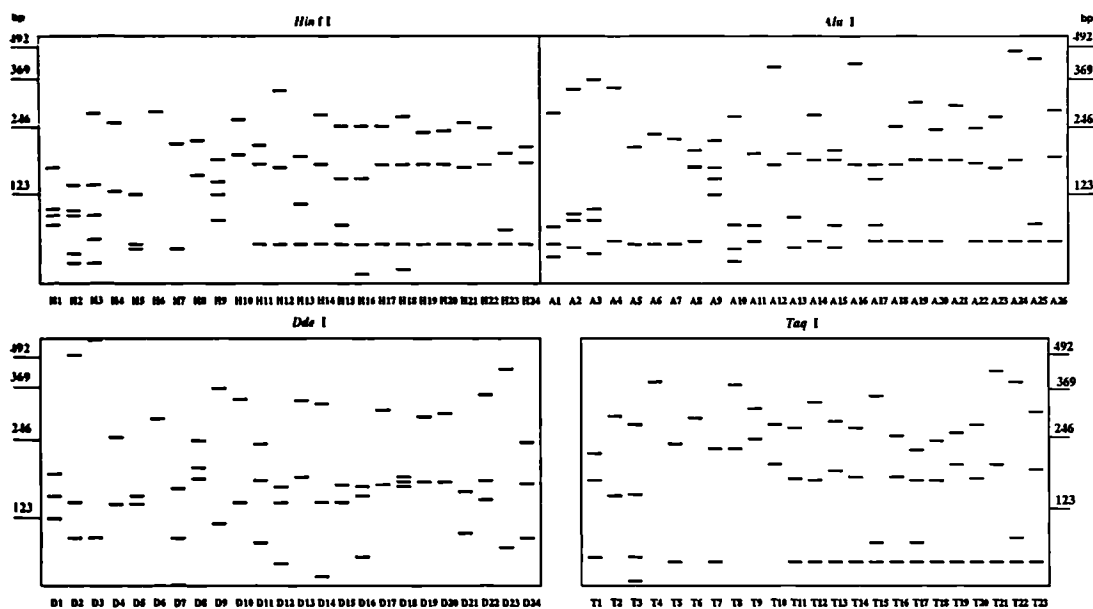 bp Hin f I Alu I bp
492 492
369 369
246 246
123 123
H1 H2 H3 H4 H5 H6 H7 H8 H9 H10 H11 H12 H13 H14 H15 H16 H17 H18 H19 H20 H21 H22 H23 H24 A1 A2 A3 A4 A5 A6 A7 A8 A9 A10 A11 A12 A13 A14 A15 A16 A17 A18 A19 A20 A21 A22 A23 A24 A25 A26
Dde I Taq I
492 492
369 369
246 246
123 123
D1 D2 D3 D4 D5 D6 D7 D8 D9 D10 D11 D12 D13 D14 D15 D16 D17 D18 D19 D20 D21 D22 D23 D24 T1 T2 T3 T4 T5 T6 T7 T8 T9 T10 T11 T12 T13 T14 T15 T16 T17 T18 T19 T20 T21 T22 T23